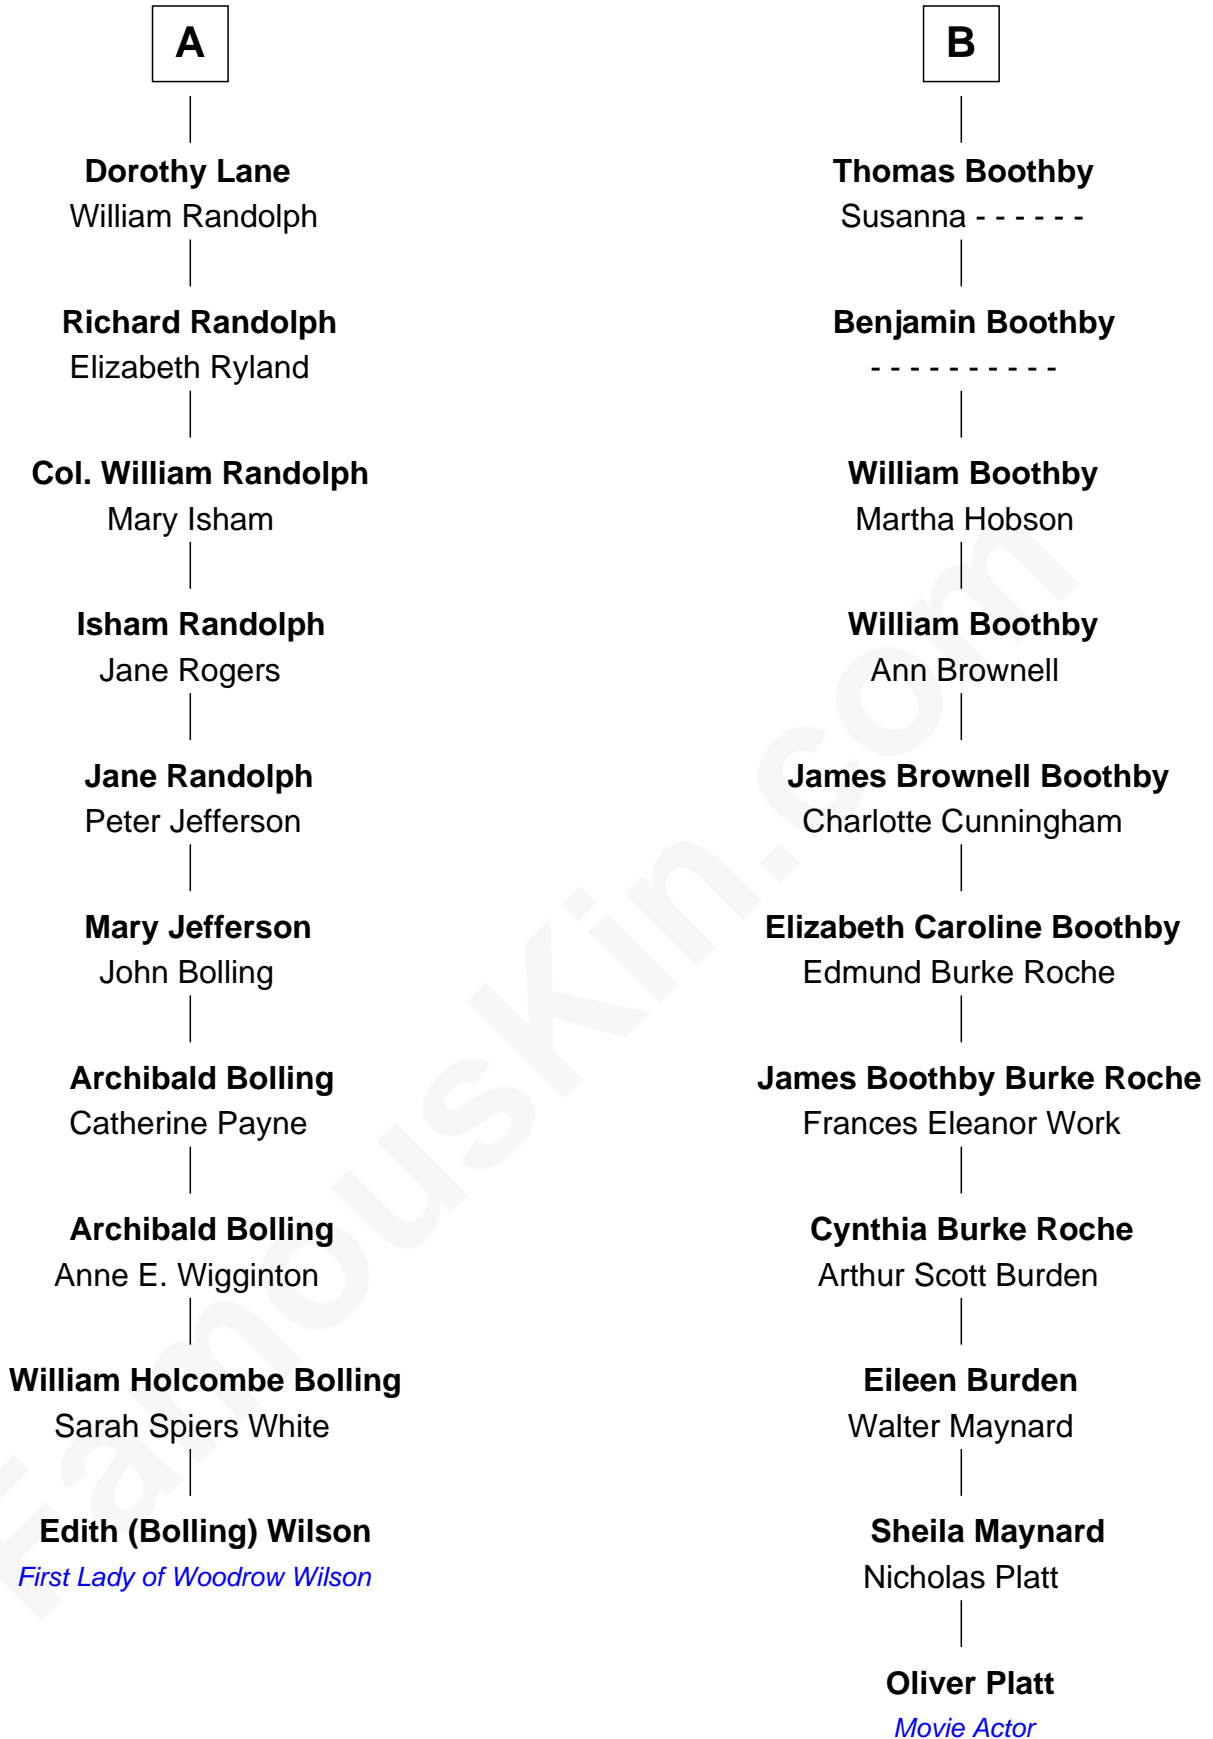 A
Dorothy Lane
William Randolph
Richard Randolph
Elizabeth Ryland
Col. William Randolph
Mary Isham
Isham Randolph
Jane Rogers
Jane Randolph
Peter Jefferson
Mary Jefferson
John Bolling
Archibald Bolling
Catherine Payne
Archibald Bolling
Anne E. Wigginton
William Holcombe Bolling
Sarah Spiers White
Edith (Bolling) Wilson
First Lady of Woodrow Wilson
B
Thomas Boothby
Susanna - - - - - -
Benjamin Boothby
- - - - - - - - - -
William Boothby
Martha Hobson
William Boothby
Ann Brownell
James Brownell Boothby
Charlotte Cunningham
Elizabeth Caroline Boothby
Edmund Burke Roche
James Boothby Burke Roche
Frances Eleanor Work
Cynthia Burke Roche
Arthur Scott Burden
Eileen Burden
Walter Maynard
Sheila Maynard
Nicholas Platt
Oliver Platt
Movie Actor
FamousKin.com